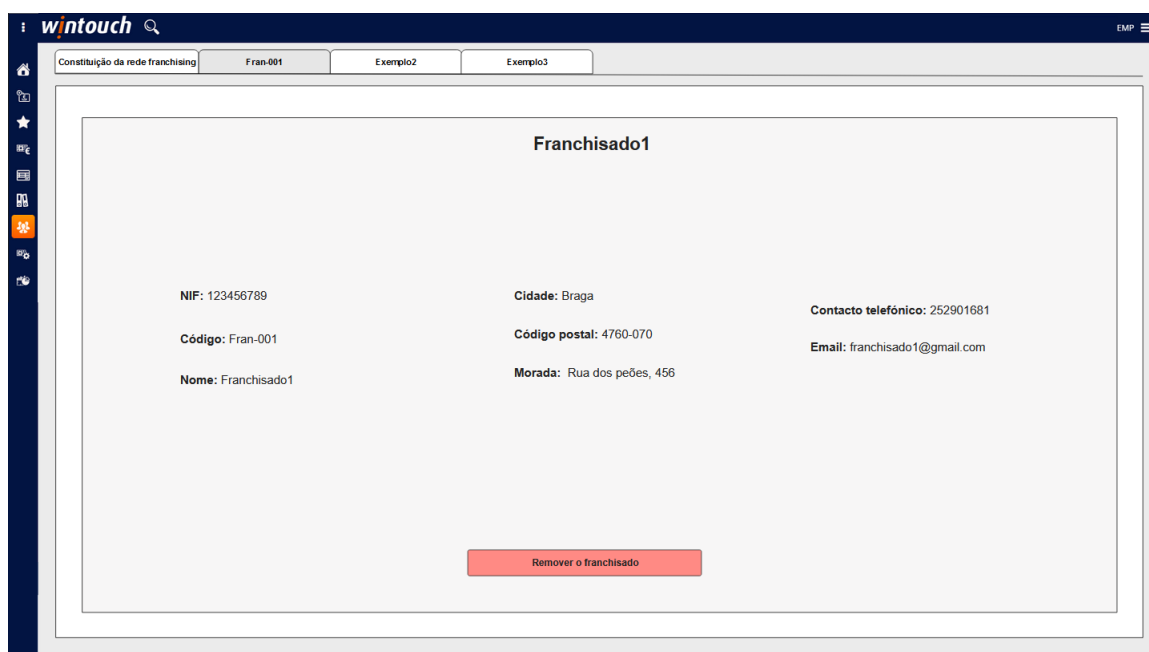 wintouch
EMP
Constituição da rede franchising Fran-001 Exemplo2 Exemplo3
Franchisado1
NIF: 123456789
Código: Fran-001
Nome: Franchisado1
Cidade: Braga
Código postal: 4760-070
Morada: Rua dos peões, 456
Contacto telefónico: 252901681
Email: franchisado1@gmail.com
Remover o franchisado